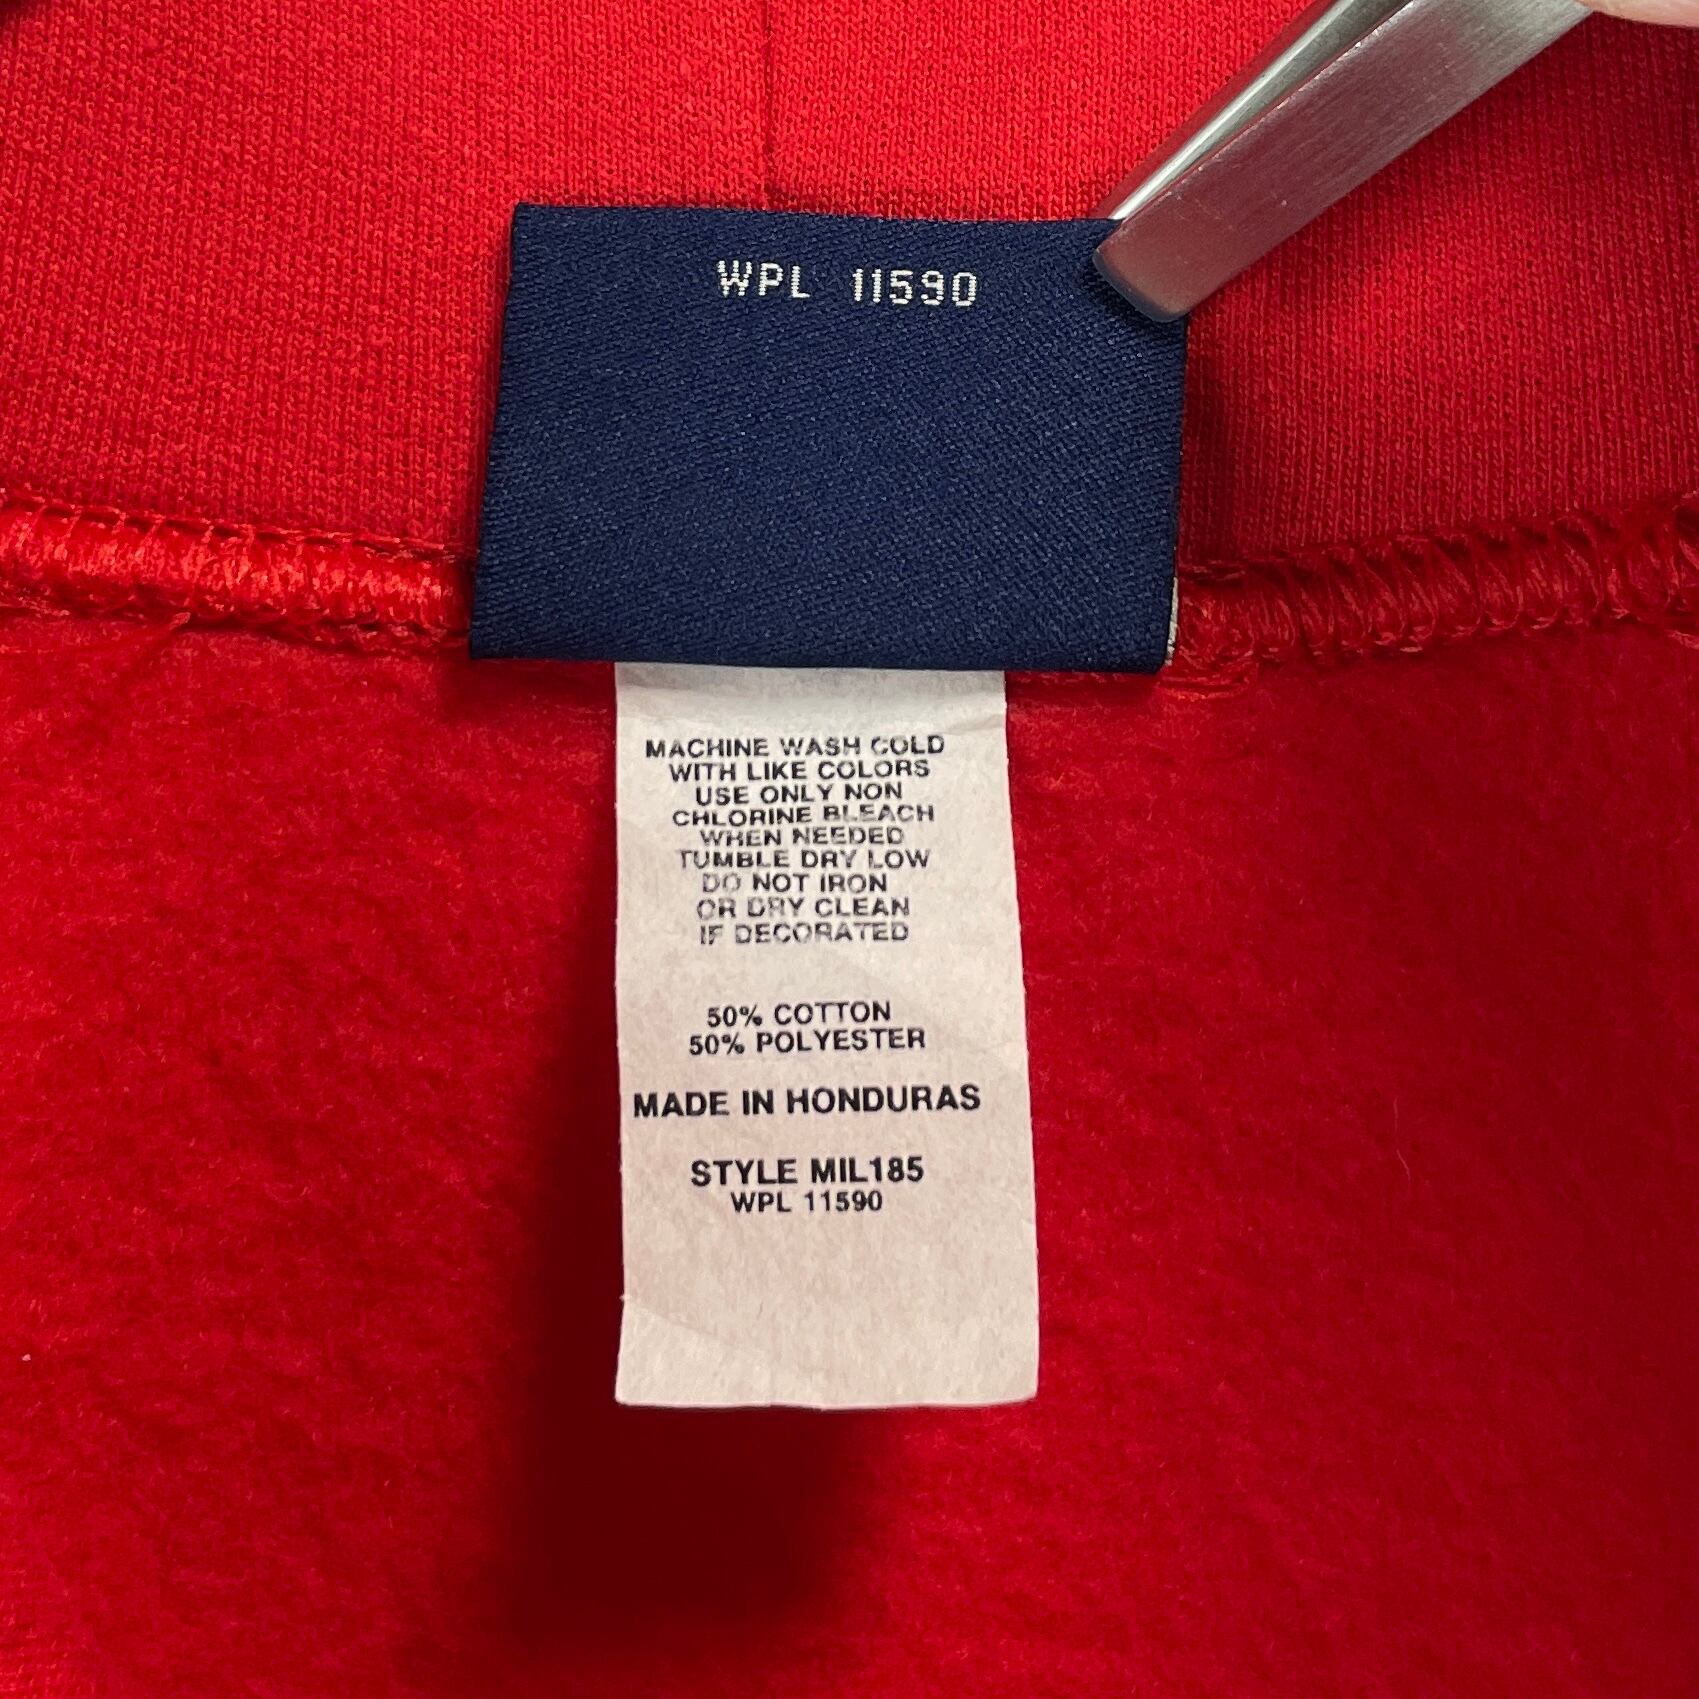 WPL 11590
MACHINE WASH COLD
WITH LIKE COLORS
USE ONLY NON
CHLORINE BLEACH
WHEN NEEDED
TUMBLE DRY LOW
DO NOT IRON
OR DRY CLEAN
IF DECORATED
50% COTTON
50% POLYESTER
MADE IN HONDURAS
STYLE MIL185
WPL 11590